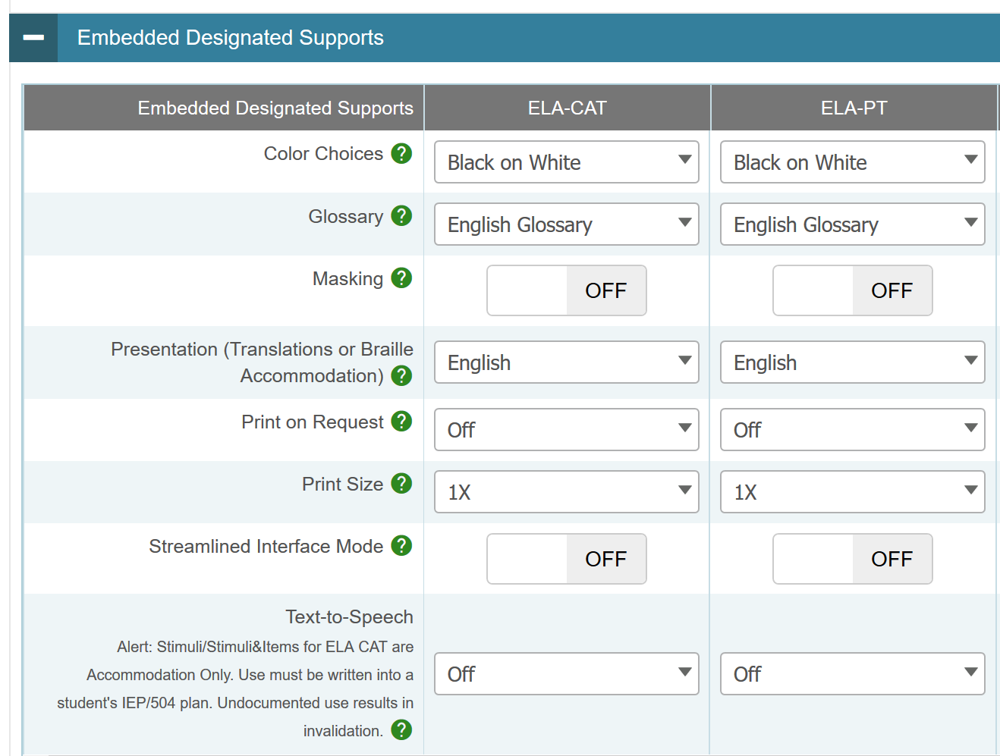 Embedded Designated Supports
Embedded Designated Supports ELA-CAT ELA-PT
Color Choices ? Black on White Black on White
Glossary ? English Glossary English Glossary
Masking ? OFF OFF
Presentation (Translations or Braille
Accommodation) ? English English
Print on Request ? Off Off
Print Size ? 1X 1X
Streamlined Interface Mode ? OFF OFF
Text-to-Speech
Alert: Stimuli/Stimuli&Items for ELA CAT are
Accommodation Only. Use must be written into a
student's IEP/504 plan. Undocumented use results in
invalidation. ?
Off Off